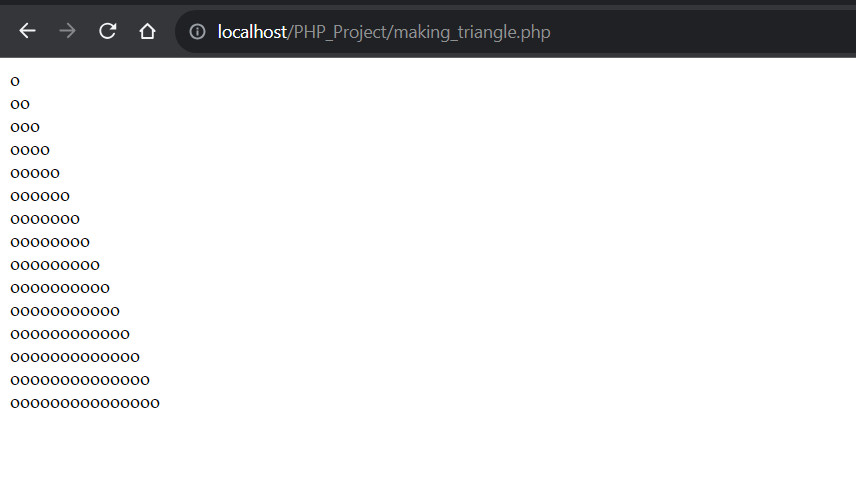 localhost/PHP_Project/making_triangle.php
o
oo
ooo
oooo
ooooo
oooooo
ooooooo
oooooooo
ooooooooo
oooooooooo
ooooooooooo
oooooooooooo
ooooooooooooo
oooooooooooooo
ooooooooooooooo